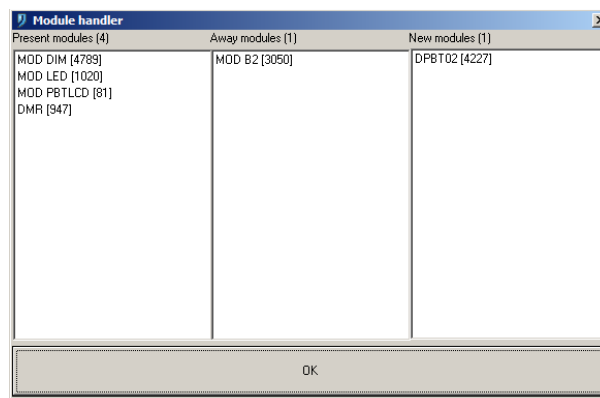 Module handler
Present modules (4)
Away modules (1)
New modules (1)
MOD DIM [4789]
MOD LED [1020]
MOD PBTLCD [81]
DMR [947]
MOD B2 [3050]
DPBT02 [4227]
OK